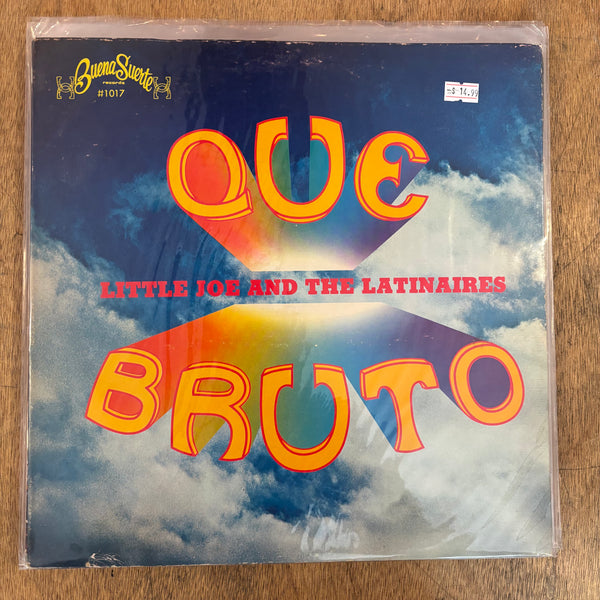 Buena Suerte
records
#1017
$ 14.99
QUE
LITTLE JOE AND THE LATINAIRES
BRUTO